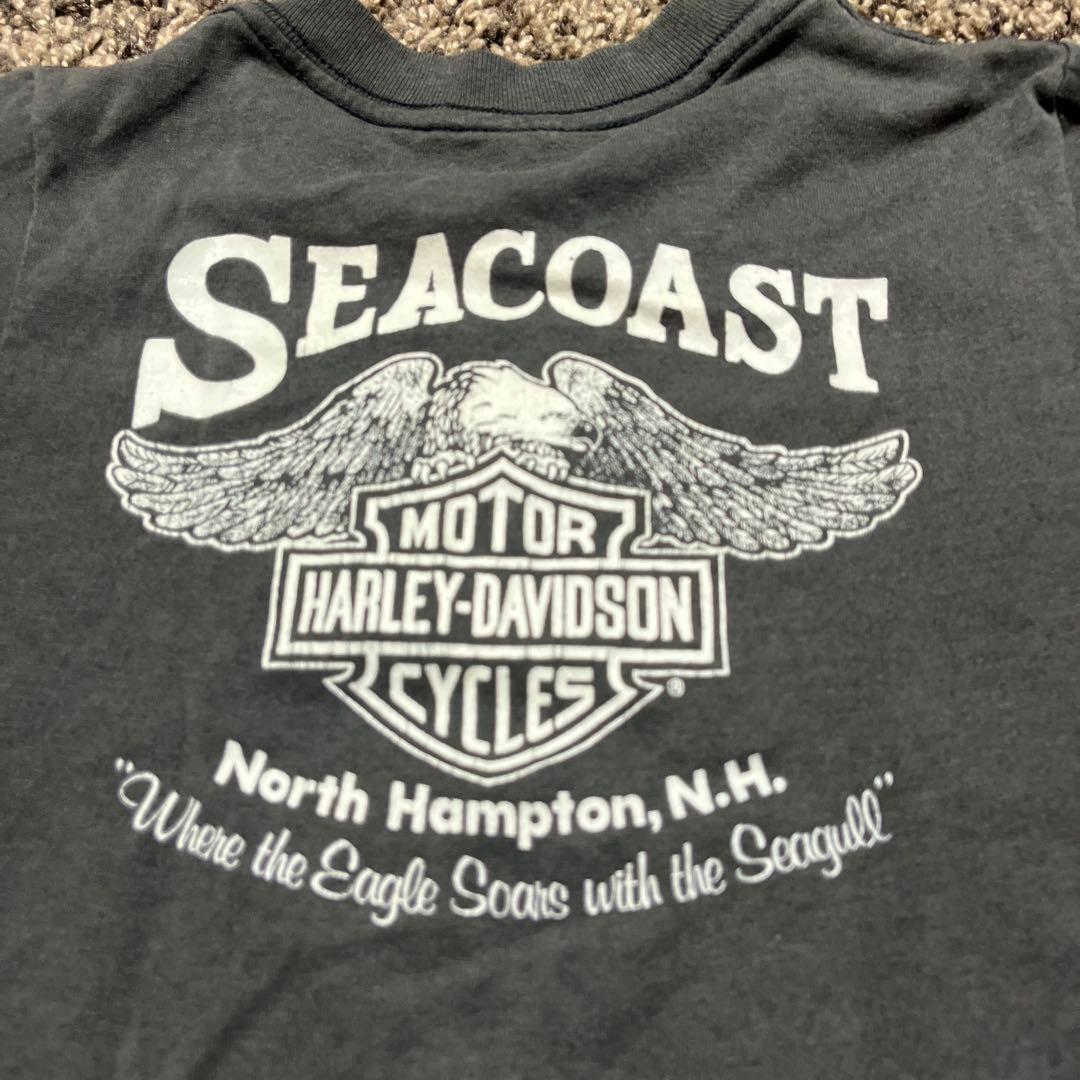 SEACOAST
MOTOR
HARLEY-DAVIDSON
CYCLES
®
North Hampton, N.H.
"Where the Eagle Soars with the Seagull"